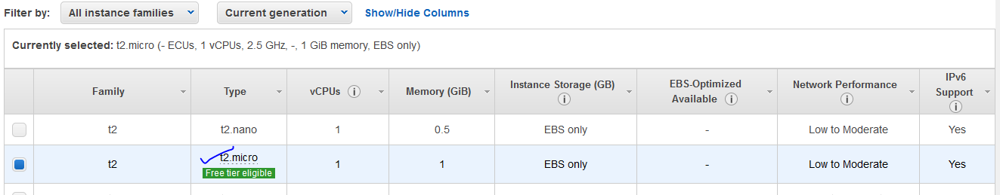 Filter by: All instance families Current generation Show/Hide Columns
Currently selected: t2.micro (- ECUs, 1 vCPUs, 2.5 GHz, -, 1 GiB memory, EBS only)
Family Type vCPUs i Memory (GiB) Instance Storage (GB) i EBS-Optimized Available i Network Performance i IPv6 Support i
t2 t2.nano 1 0.5 EBS only - Low to Moderate Yes
t2 t2.micro 1 1 EBS only - Low to Moderate Yes
Free tier eligible